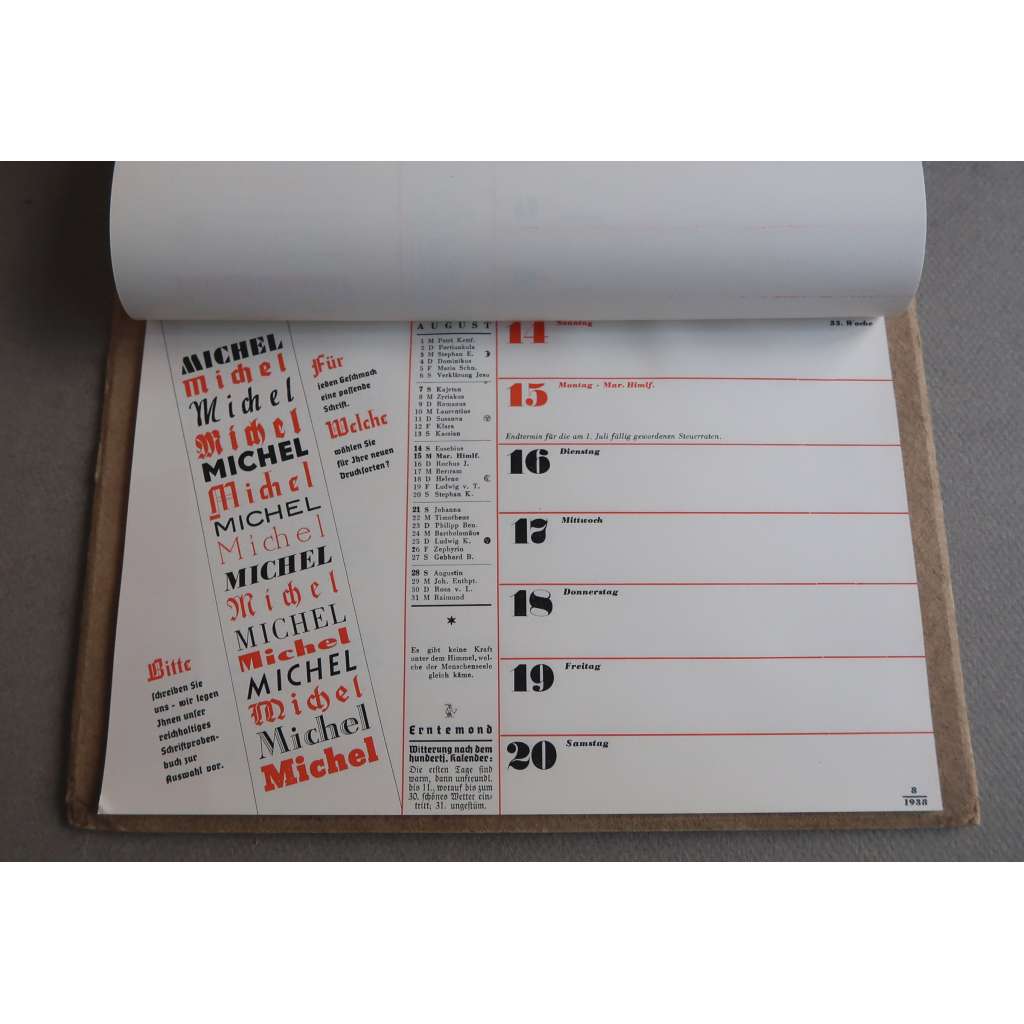 MICHEL
Michel
Michel
Michel
MICHEL
Michel
MICHEL
Michel
MICHEL
Michel
MICHEL
Michel
MICHEL
Michel
Michel
Michel
Für
jeden Geschmack
eine passende
Schrift.
Welche
wählen Sie
für Ihre neuen
Drucksorten?
Bitte
schreiben Sie
uns - wir legen
Ihnen unser
reichhaltiges
Schriftproben-
buch zur
Auswahl vor.
AUGUST
1 M Petri Kettf.
2 D Portiunkula
3 M Stephan E.
4 D Dominikus
5 F Maria Schn.
6 S Verklärung Jesu
7 S Kajetan
8 M Zyriakus
9 D Romanus
10 M Laurentius
11 D Susanna
12 F Klara
13 S Kassian
14 S Eusebius
15 M Mar. Himlf.
16 D Rochus J.
17 M Bertram
18 D Helene
19 F Ludwig v. T.
20 S Stephan K.
21 S Johanna
22 M Timotheus
23 D Philipp Ben.
24 M Bartholomäus
25 D Ludwig K.
26 F Zephyrin
27 S Gebhard B.
28 S Augustin
29 M Joh. Enthpt.
30 D Rosa v. L.
31 M Raimund
Es gibt keine Kraft
unter dem Himmel, wel-
che der Menschenseele
gleich käme.
Erntemond
Witterung nach dem
hundertj. Kalender:
Die ersten Tage sind
warm, dann unfreundl.
bis 11., worauf bis zum
30. schönes Wetter ein-
tritt; 31. ungestüm.
14 Sonntag 33. Woche
15 Montag - Mar. Himlf.
Endtermin für die am 1. Juli fällig gewordenen Steuerraten.
16 Dienstag
17 Mittwoch
18 Donnerstag
19 Freitag
20 Samstag
8
1938